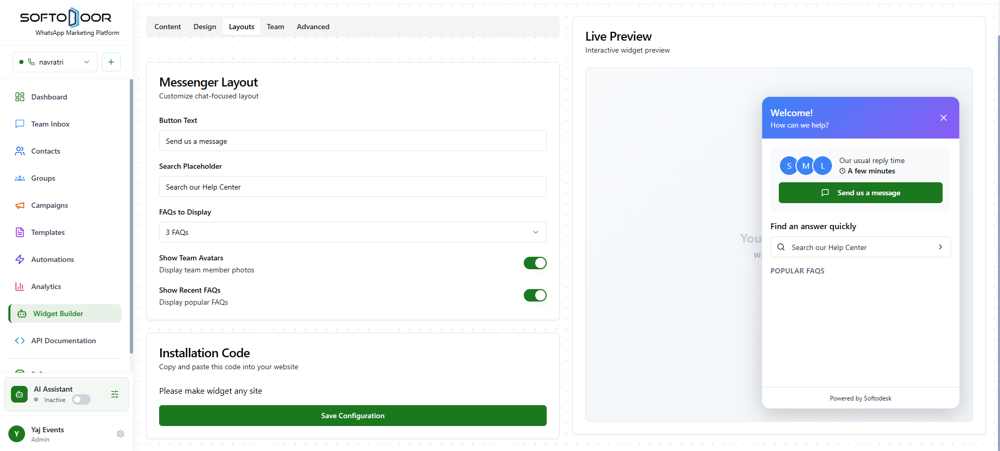 SOFTODOOR
WhatsApp Marketing Platform
navratri
Dashboard
Team Inbox
Contacts
Groups
Campaigns
Templates
Automations
Analytics
Widget Builder
API Documentation
AI Assistant
Inactive
Y
Yaj Events
Admin
Content Design Layouts Team Advanced
Messenger Layout
Customize chat-focused layout
Button Text
Send us a message
Search Placeholder
Search our Help Center
FAQs to Display
3 FAQs
Show Team Avatars
Display team member photos
Show Recent FAQs
Display popular FAQs
Installation Code
Copy and paste this code into your website
Please make widget any site
Save Configuration
Live Preview
Interactive widget preview
You
Wi
Welcome!
How can we help?
S M L
Our usual reply time
A few minutes
Send us a message
Find an answer quickly
Search our Help Center
POPULAR FAQS
Powered by Softodesk